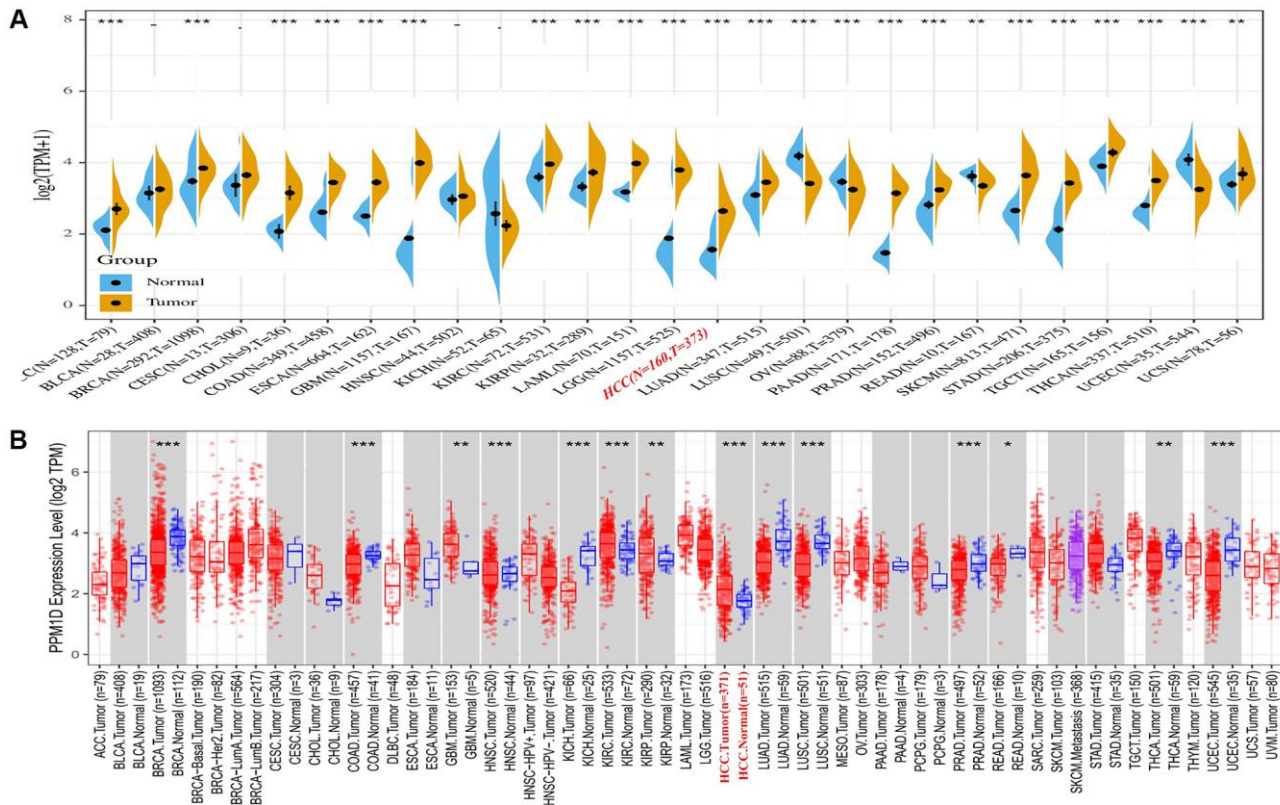 A
8
6
4
2
0
log2(TPM+1)
*** - *** - *** *** *** *** - - *** *** *** *** *** *** *** *** *** *** ** *** *** *** *** *** **
Group
Normal
Tumor
CC(N=128,T=79)
BLCA(N=28,T=408)
BRCA(N=292,T=1098)
CESC(N=13,T=306)
CHOL(N=9,T=36)
COAD(N=349,T=458)
ESCA(N=664,T=162)
GBM(N=1157,T=167)
HNSC(N=44,T=502)
KICH(N=52,T=65)
KIRC(N=72,T=531)
KIRP(N=32,T=289)
LAML(N=70,T=151)
LGG(N=1157,T=525)
HCC(N=160,T=373)
LUAD(N=347,T=515)
LUSC(N=49,T=501)
OV(N=88,T=379)
PAAD(N=171,T=178)
PRAD(N=152,T=496)
READ(N=10,T=167)
SKCM(N=813,T=471)
STAD(N=206,T=375)
TGCT(N=165,T=156)
THCA(N=337,T=510)
UCEC(N=35,T=544)
UCS(N=78,T=56)
B
6
4
2
0
PPM1D Expression Level (log2 TPM)
*** *** ** *** *** *** ** *** *** *** *** * ** ***
ACC.Tumor (n=79)
BLCA.Tumor (n=408)
BLCA.Normal (n=19)
BRCA.Tumor (n=1093)
BRCA.Normal (n=112)
BRCA-Basal.Tumor (n=190)
BRCA-Her2.Tumor (n=82)
BRCA-LumA.Tumor (n=564)
BRCA-LumB.Tumor (n=217)
CESC.Tumor (n=304)
CESC.Normal (n=3)
CHOL.Tumor (n=36)
CHOL.Normal (n=9)
COAD.Tumor (n=457)
COAD.Normal (n=41)
DLBC.Tumor (n=48)
ESCA.Tumor (n=184)
ESCA.Normal (n=11)
GBM.Tumor (n=153)
GBM.Normal (n=5)
HNSC.Tumor (n=520)
HNSC.Normal (n=44)
HNSC-HPV+.Tumor (n=97)
HNSC-HPV-.Tumor (n=421)
KICH.Tumor (n=66)
KICH.Normal (n=25)
KIRC.Tumor (n=533)
KIRC.Normal (n=72)
KIRP.Tumor (n=290)
KIRP.Normal (n=32)
LAML.Tumor (n=173)
LGG.Tumor (n=516)
HCC.Tumor(n=371)
HCC.Normal(n=51)
LUAD.Tumor (n=515)
LUAD.Normal (n=59)
LUSC.Tumor (n=501)
LUSC.Normal (n=51)
MESO.Tumor (n=87)
OV.Tumor (n=303)
PAAD.Tumor (n=178)
PAAD.Normal (n=4)
PCPG.Tumor (n=179)
PCPG.Normal (n=3)
PRAD.Tumor (n=497)
PRAD.Normal (n=52)
READ.Tumor (n=166)
READ.Normal (n=10)
SARC.Tumor (n=259)
SKCM.Tumor (n=103)
SKCM.Metastasis (n=368)
STAD.Tumor (n=415)
STAD.Normal (n=35)
TGCT.Tumor (n=150)
THCA.Tumor (n=501)
THCA.Normal (n=59)
THYM.Tumor (n=120)
UCEC.Tumor (n=545)
UCEC.Normal (n=35)
UCS.Tumor (n=57)
UVM.Tumor (n=80)